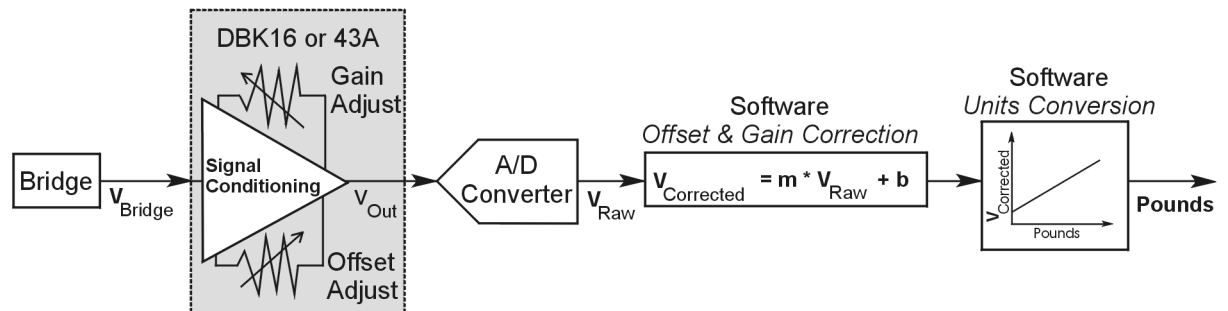 DBK16 or 43A
Gain
Adjust
Signal
Conditioning
Offset
Adjust
Bridge
V Bridge
V Out
A/D
Converter
V Raw
Software
Offset & Gain Correction
V Corrected = m * V Raw + b
Software
Units Conversion
V Corrected
Pounds
Pounds